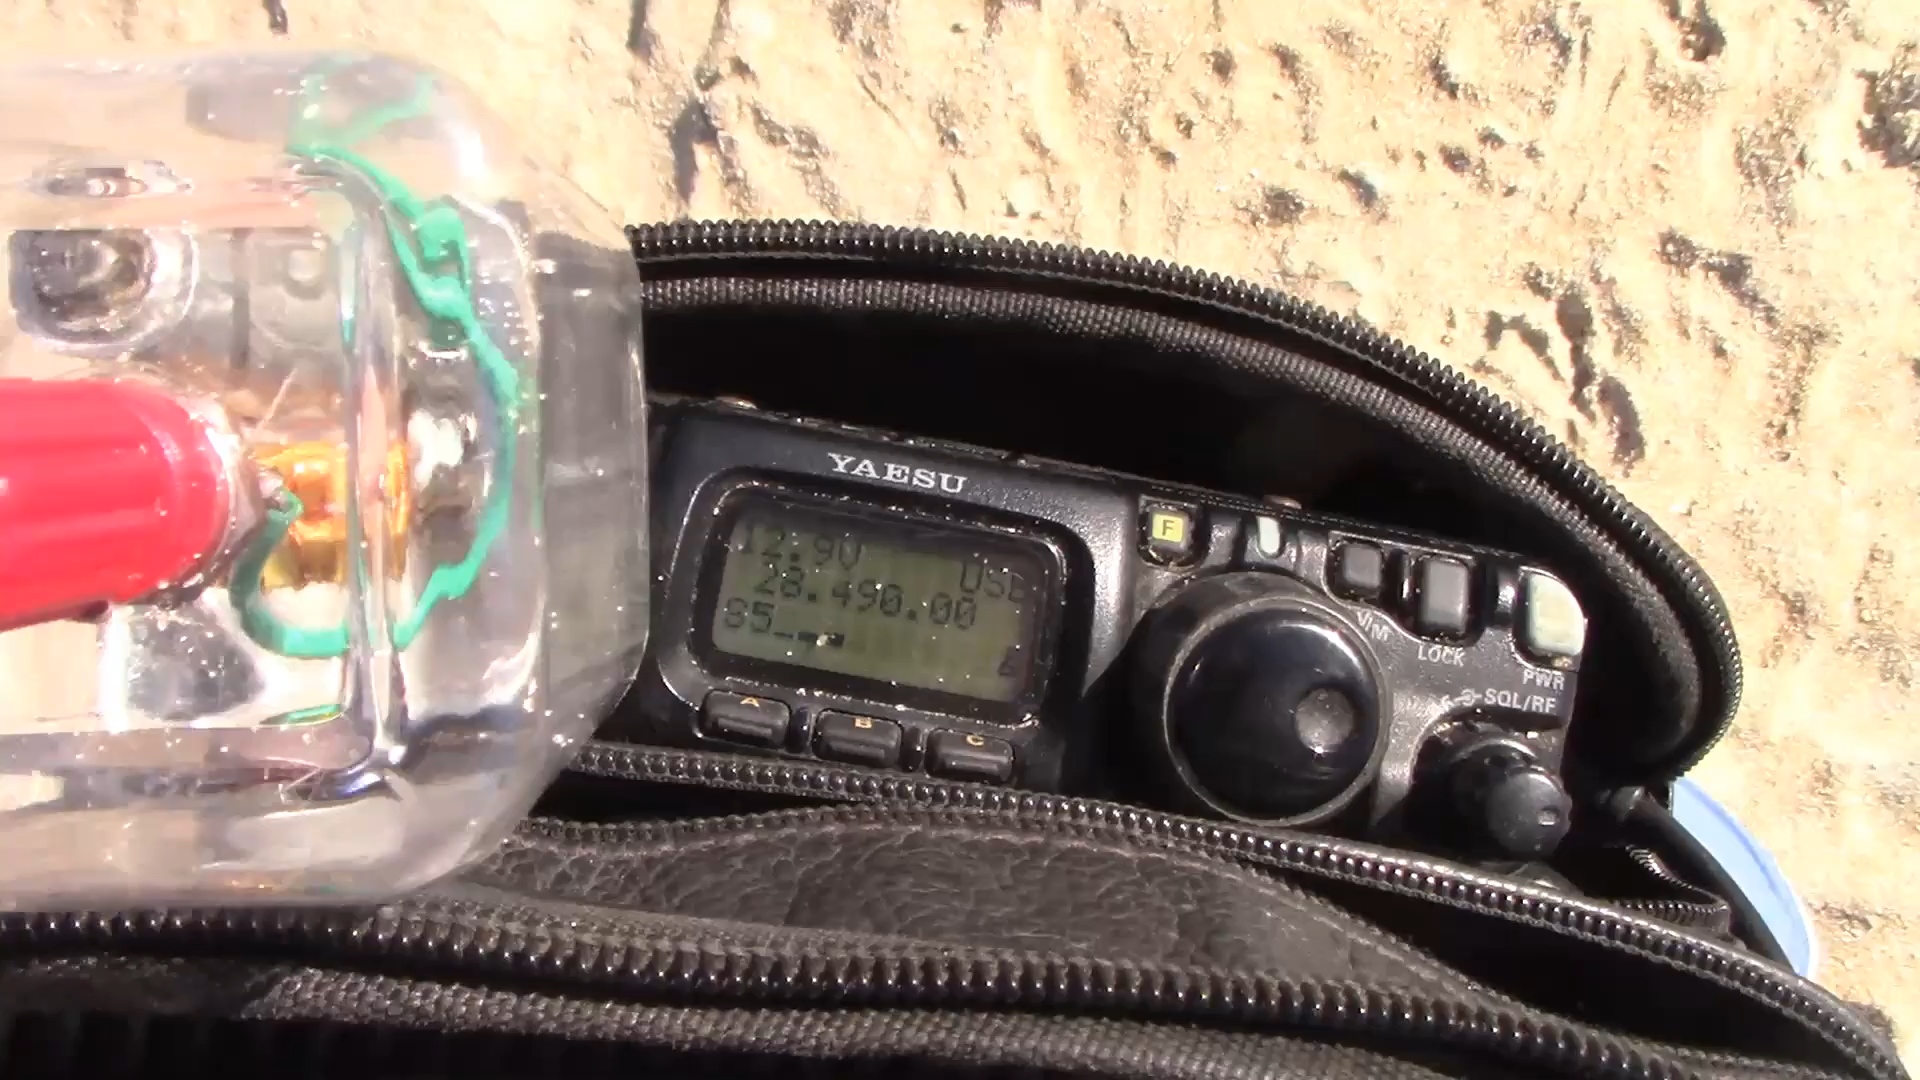 YAESU
12.90
USB
28.490.00
S5
A
B
C
F
V/M
LOCK
PWR
SQL/RF